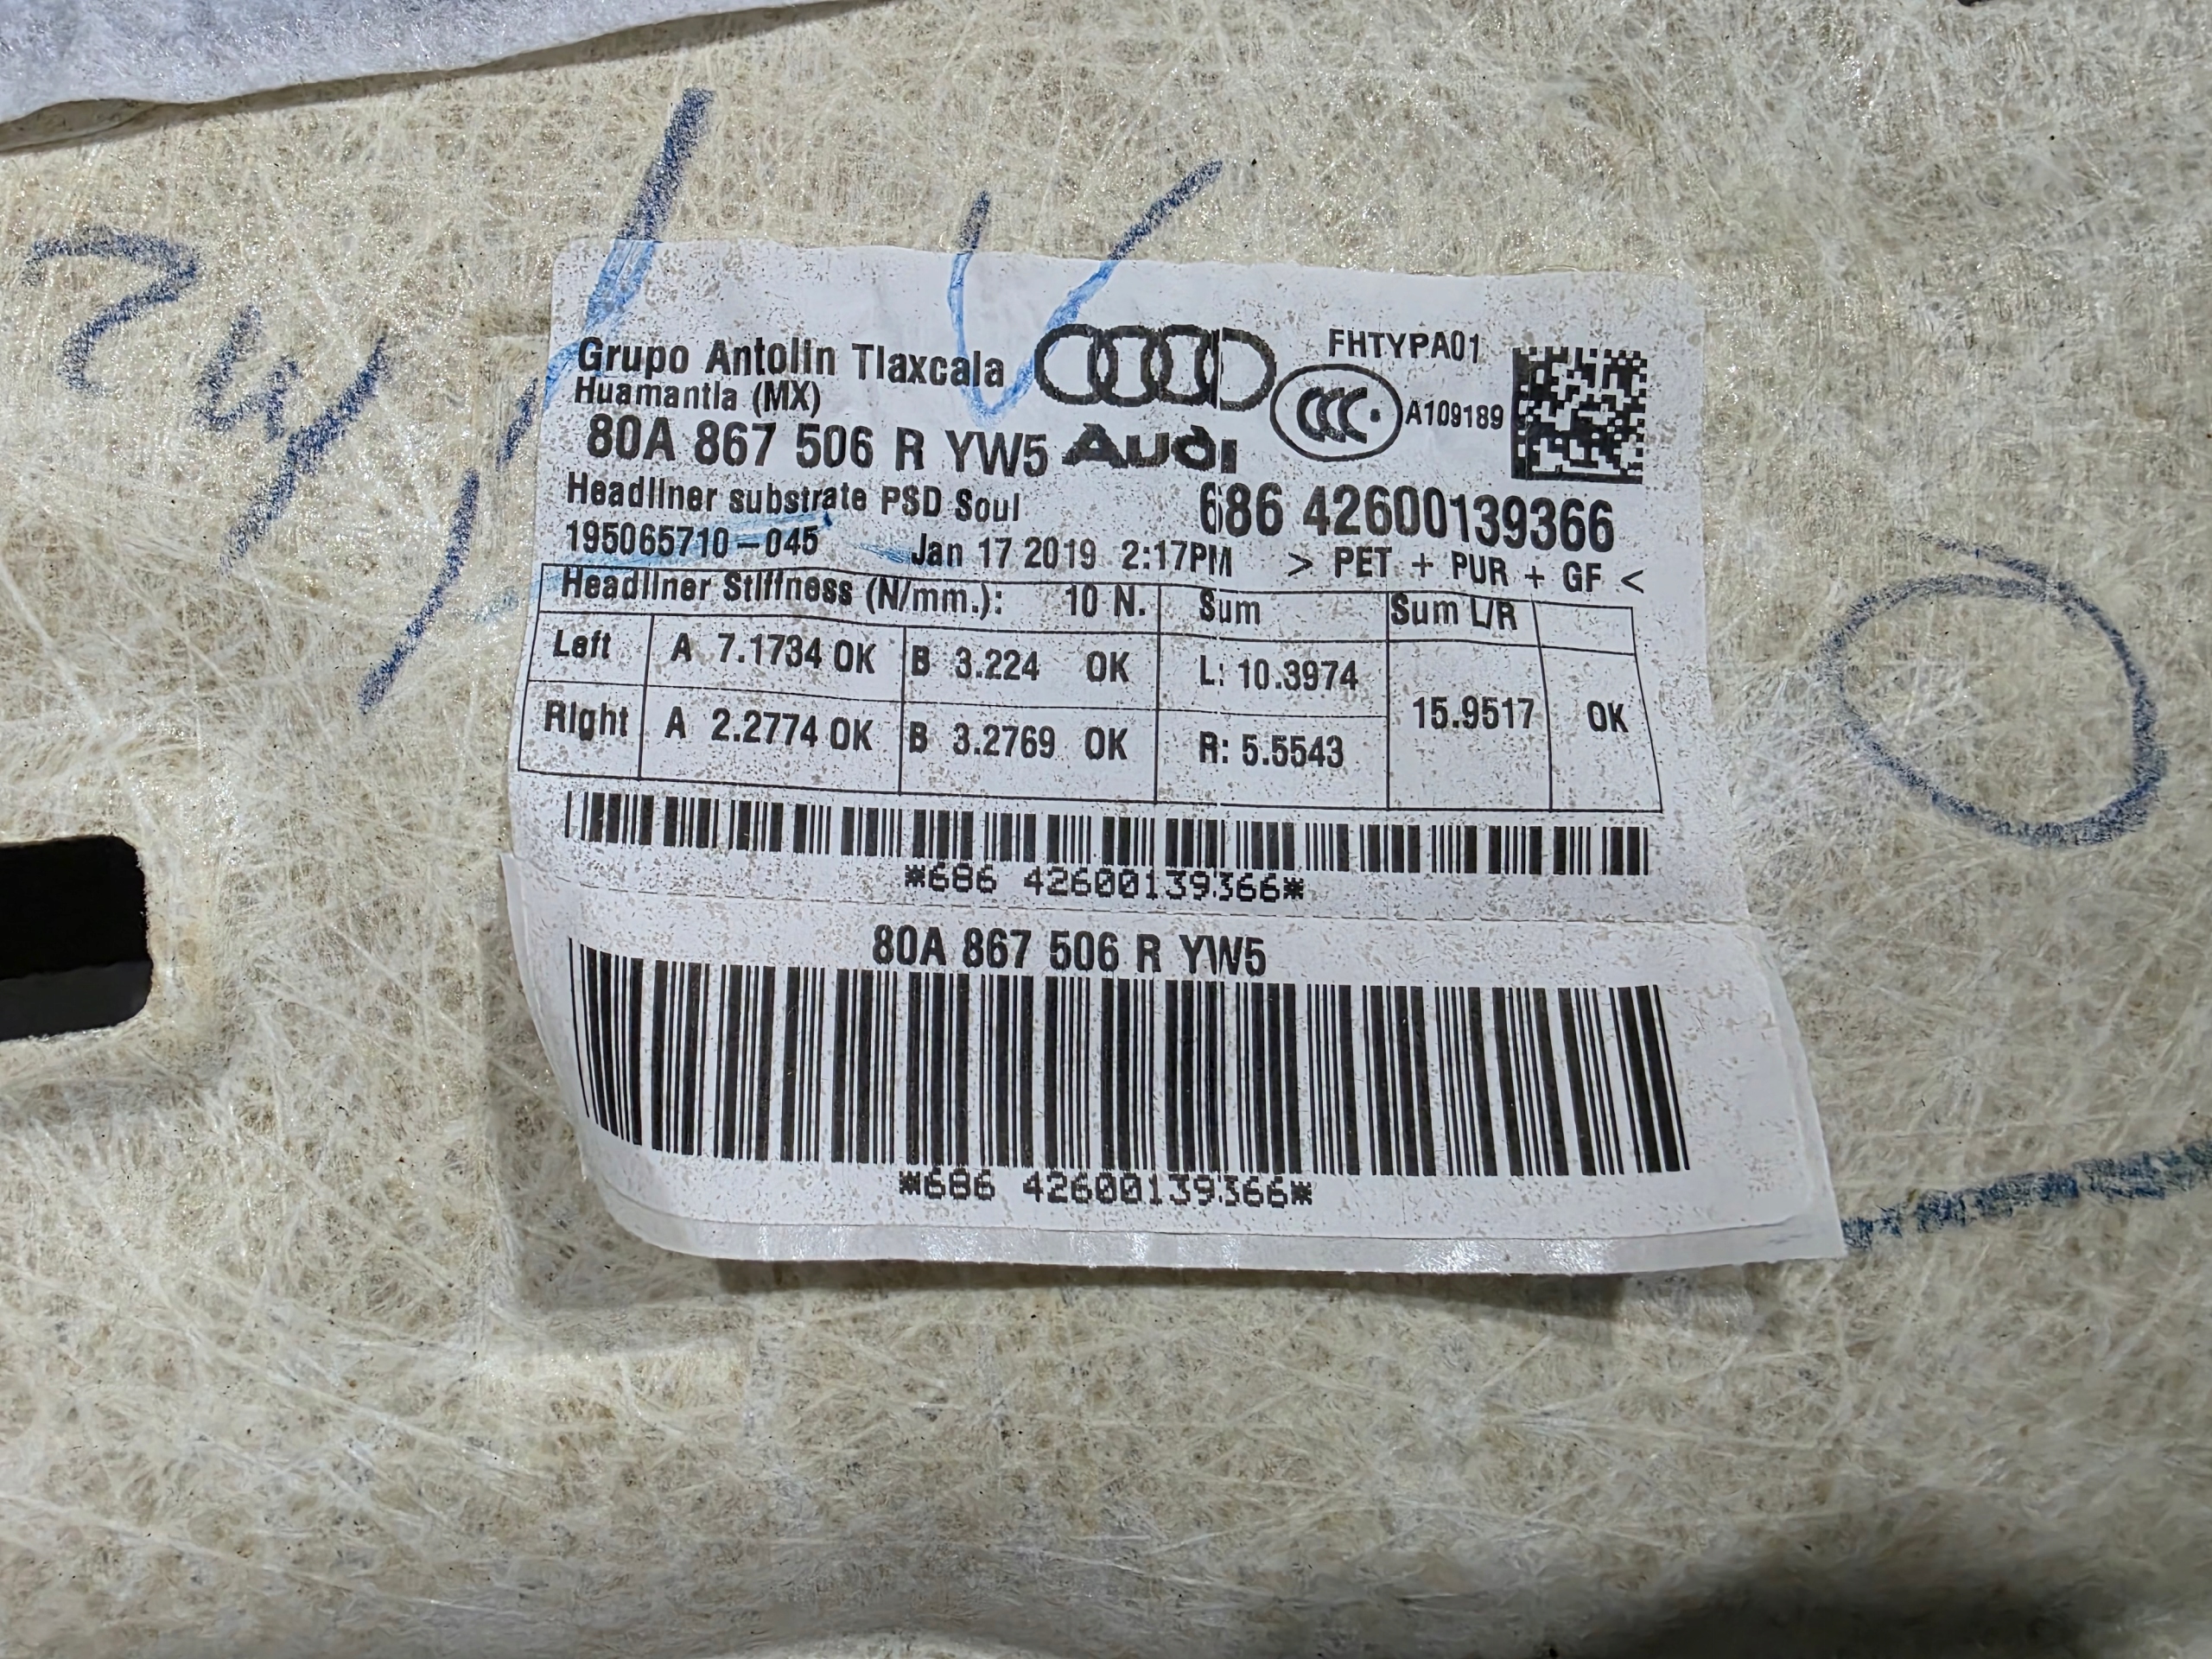 Grupo Antolin Tlaxcala
Huamantla (MX)
FHTYPA01
CCC
A109189
80A 867 506 R YW5
Audi
Headliner substrate PSD Soul
686 42600139366
195065710-045
Jan 17 2019 2:17PM
> PET + PUR + GF <
Headliner Stiffness (N/mm.): 10 N. Sum Sum L/R
Left A 7.1734 OK B 3.224 OK L: 10.3974
15.9517 OK
Right A 2.2774 OK B 3.2769 OK R: 5.5543
*686 42600139366*
80A 867 506 R YW5
*686 42600139366*